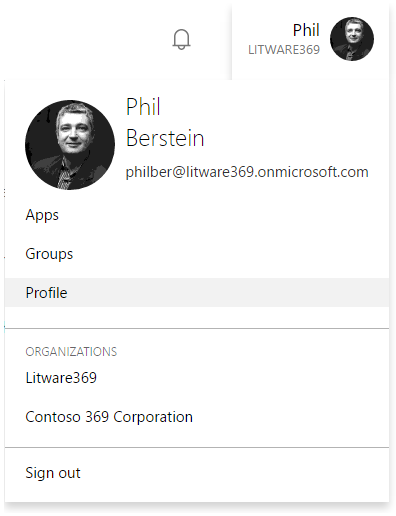 Phil
LITWARE369
Phil
Berstein
philber@litware369.onmicrosoft.com
Apps
Groups
Profile
ORGANIZATIONS
Litware369
Contoso 369 Corporation
Sign out